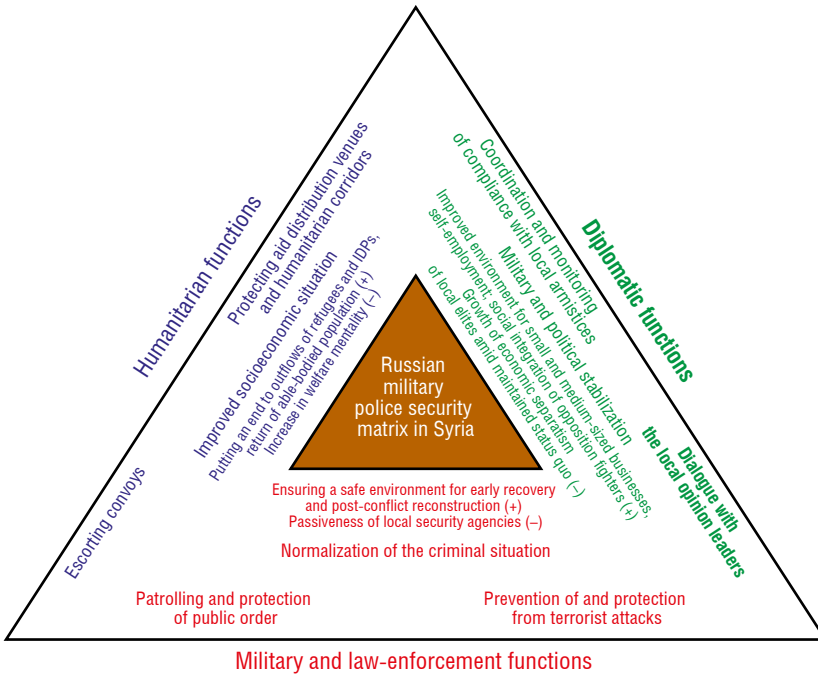 Humanitarian functions
Protecting aid distribution venues
and humanitarian corridors
Improved socioeconomic situation
Putting an end to outflows of refugees and IDPs,
return of able-bodied population (+)
Increase in welfare mentality (–)
Escorting convoys
Diplomatic functions
Coordination and monitoring
of compliance with local armistices
Military and political stabilization
Improved environment for small and medium-sized businesses,
self-employment; social integration of opposition fighters (+)
Growth of economic separatism
of local elites amid maintained status quo (–)
Dialogue with
the local opinion leaders
Russian
military
police security
matrix in Syria
Ensuring a safe environment for early recovery
and post-conflict reconstruction (+)
Passiveness of local security agencies (–)
Normalization of the criminal situation
Patrolling and protection
of public order
Prevention of and protection
from terrorist attacks
Military and law-enforcement functions